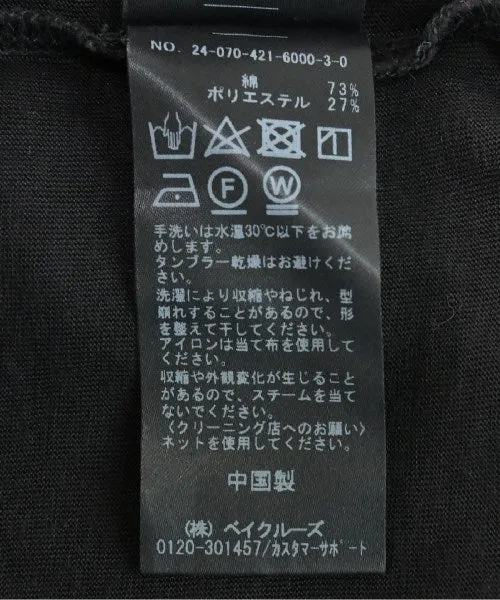 NO. 24-070-421-6000-3-0
綿 73%
ポリエステル 27%
F W
手洗いは水温30℃以下をお薦
めします。
タンブラー乾燥はお避けくだ
さい。
洗濯により収縮やねじれ、型
崩れすることがあるので、形
を整えて干してください。
アイロンは当て布を使用して
ください。
収縮や外観変化が生じること
があるので、スチームを当て
ないでください。
〈クリーニング店へのお願い〉
ネットを使用してください。
中国製
(株) ベイクルーズ
0120-301457/カスタマーサポート